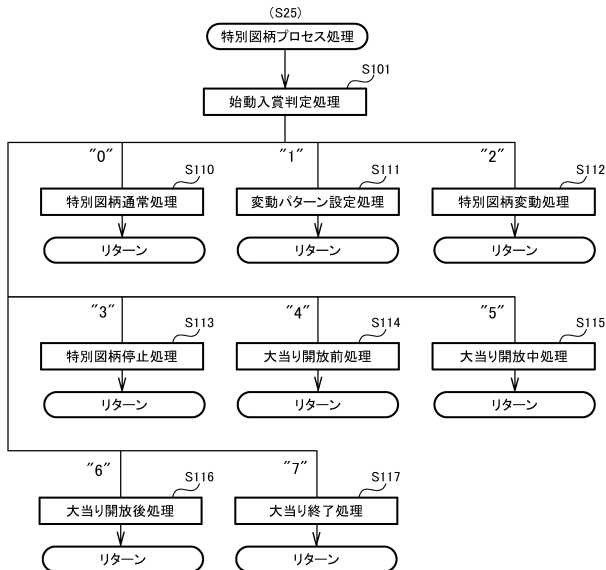 (S25)
特別図柄プロセス処理
S101
始動入賞判定処理
"0"
"1"
"2"
S110
S111
S112
特別図柄通常処理
変動パターン設定処理
特別図柄変動処理
リターン
リターン
リターン
"3"
"4"
"5"
S113
S114
S115
特別図柄停止処理
大当り開放前処理
大当り開放中処理
リターン
リターン
リターン
"6"
"7"
S116
S117
大当り開放後処理
大当り終了処理
リターン
リターン